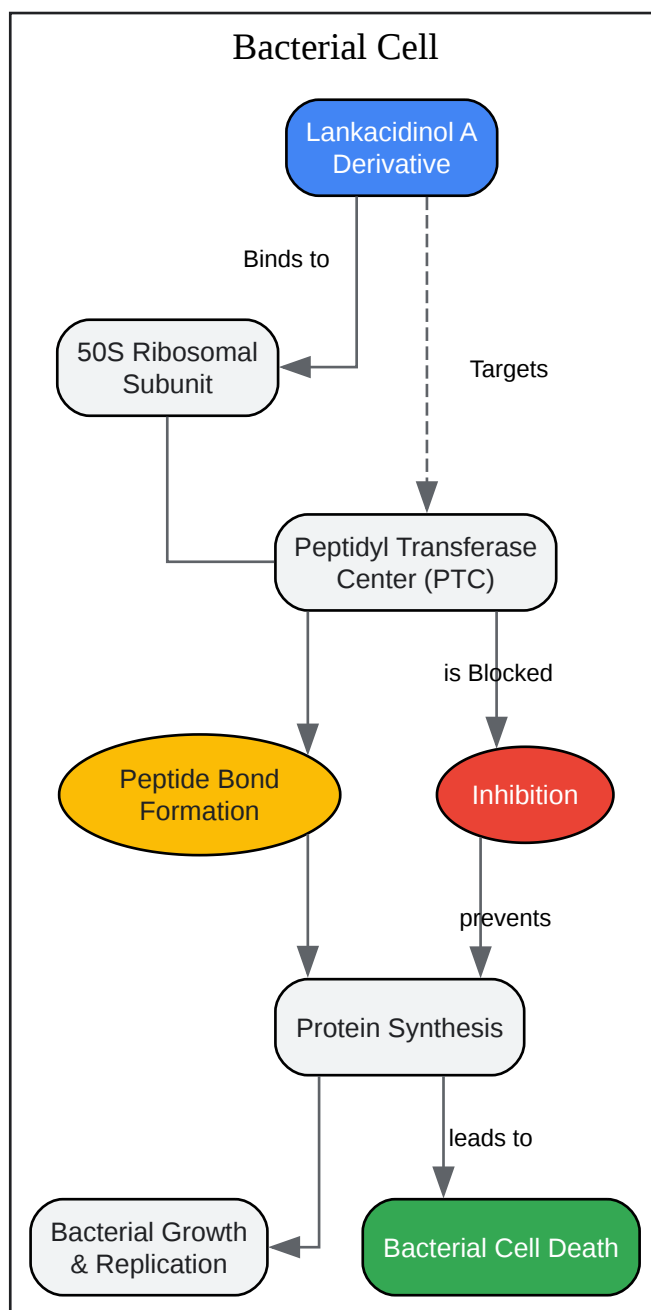 Bacterial Cell
Lankacidinol A
Derivative
Binds to
50S Ribosomal
Subunit
Targets
Peptidyl Transferase
Center (PTC)
is Blocked
Peptide Bond
Formation
Inhibition
prevents
Protein Synthesis
leads to
Bacterial Growth
& Replication
Bacterial Cell Death